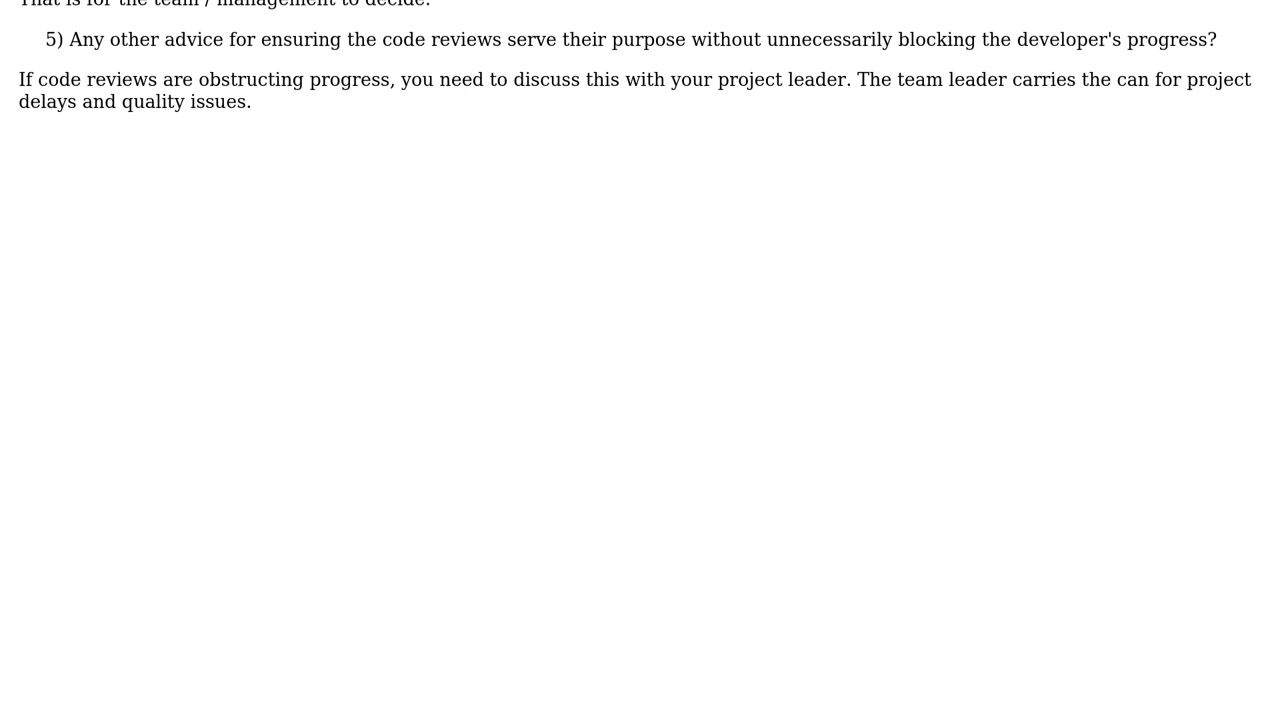 That is for the team / management to decide.
5) Any other advice for ensuring the code reviews serve their purpose without unnecessarily blocking the developer's progress?
If code reviews are obstructing progress, you need to discuss this with your project leader. The team leader carries the can for project
delays and quality issues.